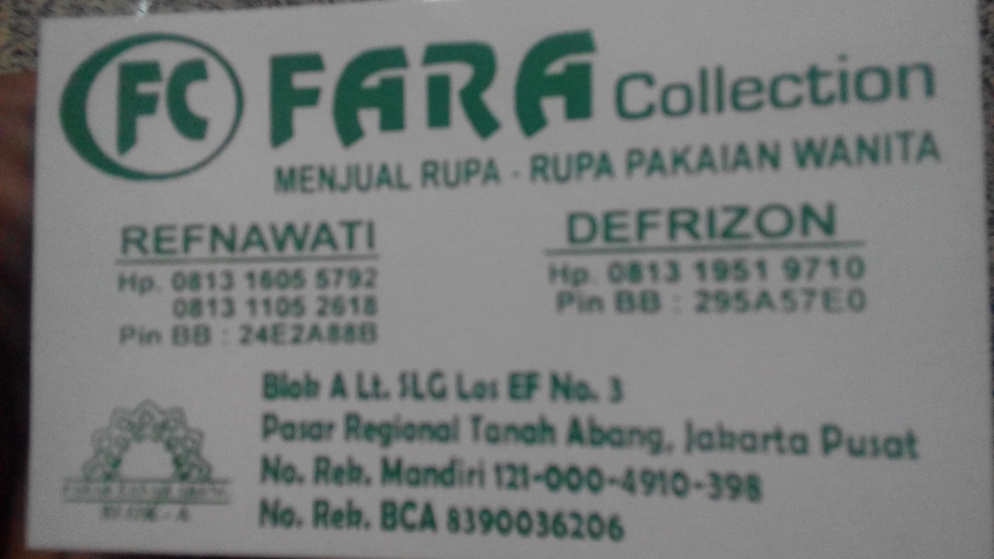 FC FARA Collection
MENJUAL RUPA - RUPA PAKAIAN WANITA
REFNAWATI
Hp. 0813 1605 5792
0813 1105 2618
Pin BB : 24E2A88B
DEFRIZON
Hp. 0813 1951 9710
Pin BB : 295A57E0
Blok A Lt. SLG Los EF No. 3
Pasar Regional Tanah Abang, Jakarta Pusat
No. Rek. Mandiri 121-000-4910-398
No. Rek. BCA 8390036206
BLOK - A